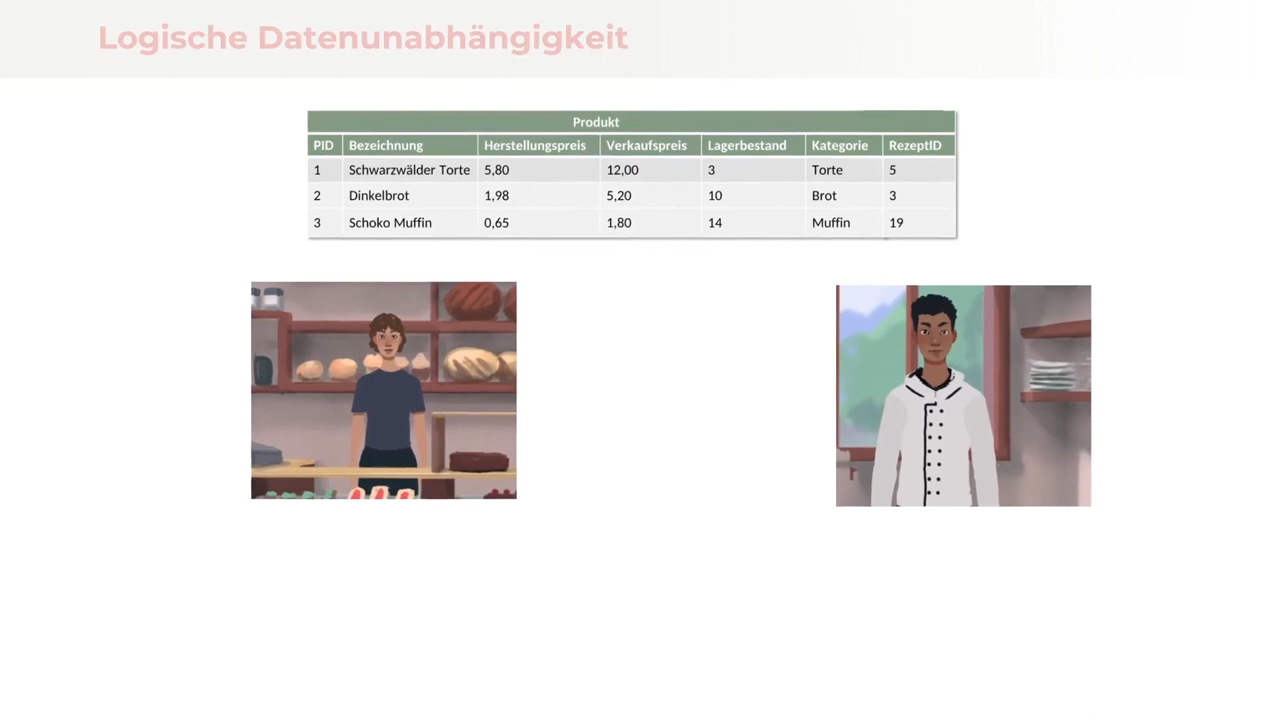 Logische Datenunabhängigkeit
Produkt
PID Bezeichnung Herstellungspreis Verkaufspreis Lagerbestand Kategorie RezeptID
1 Schwarzwälder Torte 5,80 12,00 3 Torte 5
2 Dinkelbrot 1,98 5,20 10 Brot 3
3 Schoko Muffin 0,65 1,80 14 Muffin 19